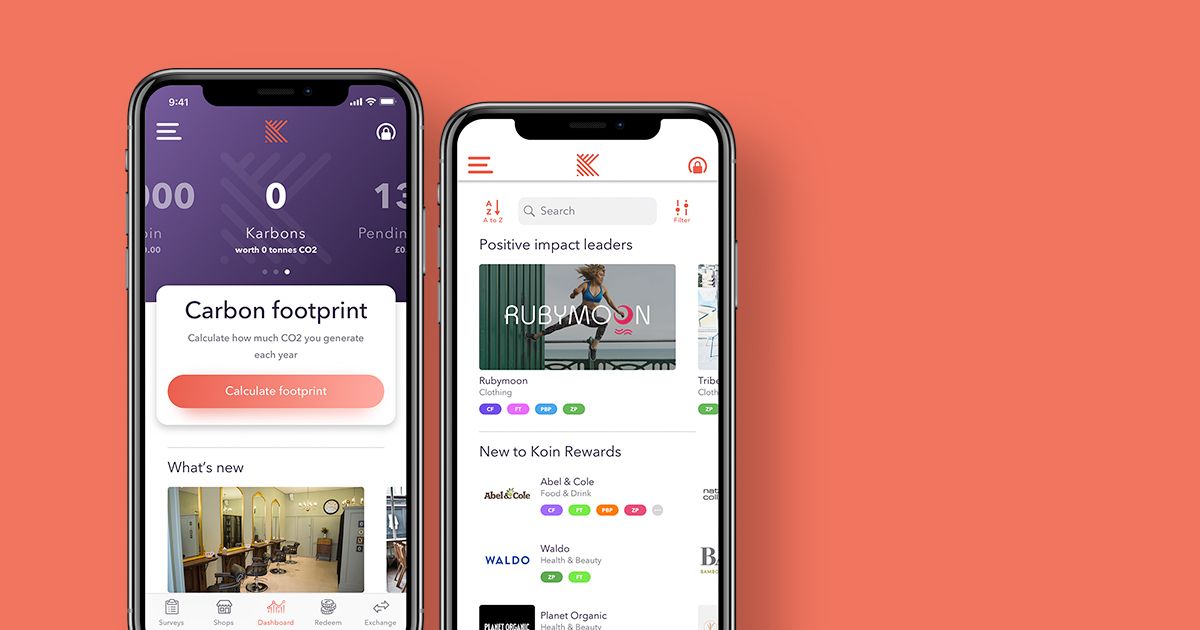 9:41
000
0
13
Karbons
Pendin
worth 0 tonnes CO2
.00
£0
Carbon footprint
Calculate how much CO2 you generate
each year
Calculate footprint
What's new
Surveys
Shops
Dashboard
Redeem
Exchange
A
Z
A to Z
Search
Filter
Positive impact leaders
RUBYMOON
Rubymoon
Clothing
CF
FT
PBP
ZP
Tribe
Cloth
ZP
New to Koin Rewards
Abel & Cole
Abel & Cole
Food & Drink
CF
FT
PBP
ZP
nat
coll
WALDO
Waldo
Health & Beauty
ZP
FT
BA
BAMBO
PLANET ORGANIC
Planet Organic
Health & Beauty